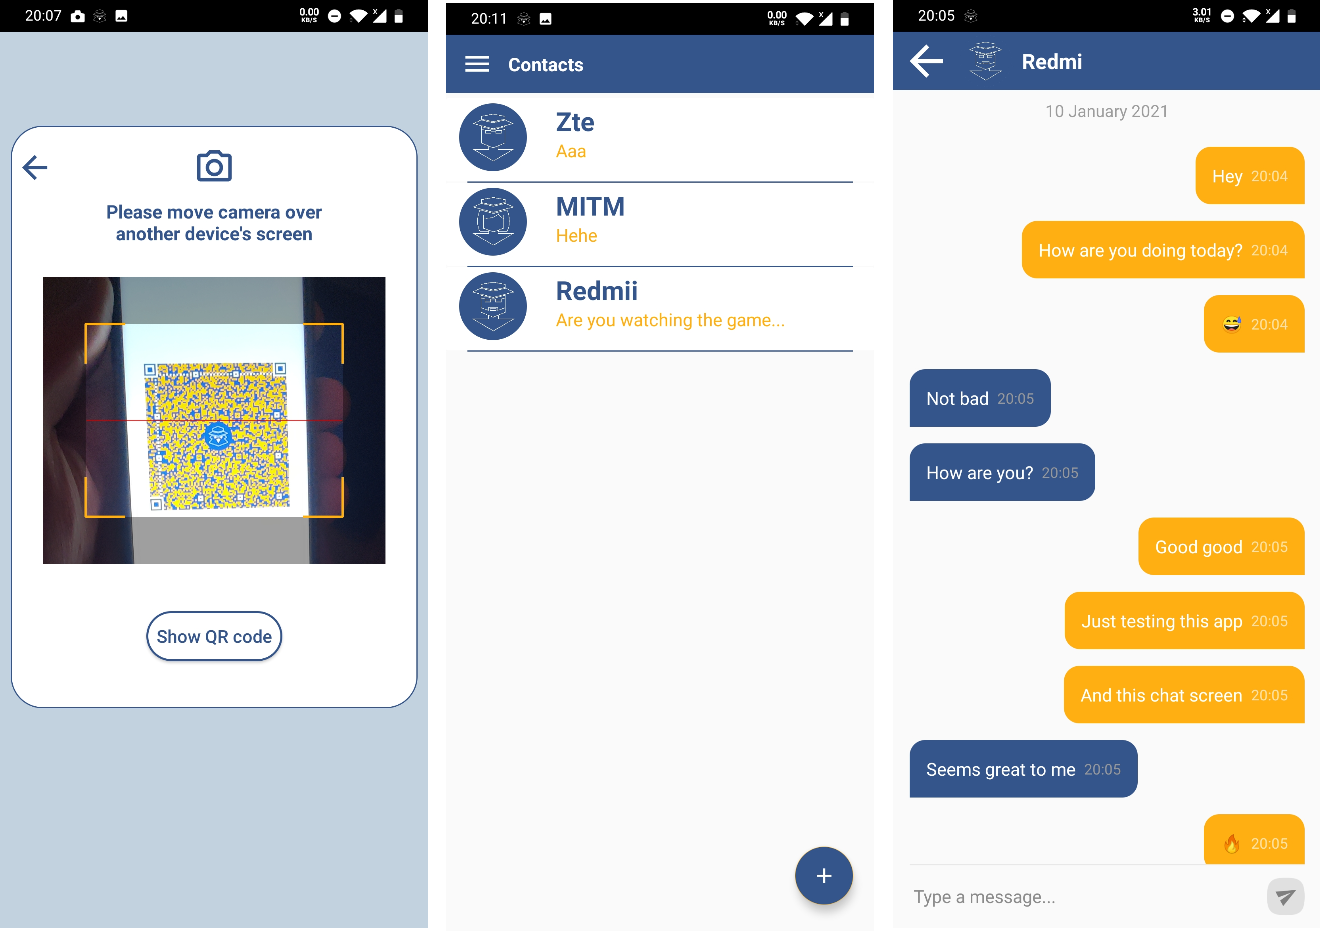 20:07
0.00
KB/S
x
Please move camera over
another device's screen
Show QR code
20:11
0.00
KB/S
x
Contacts
Zte
Aaa
MITM
Hehe
Redmii
Are you watching the game...
+
20:05
3.01
KB/S
x
Redmi
10 January 2021
Hey 20:04
How are you doing today? 20:04
😅 20:04
Not bad 20:05
How are you? 20:05
Good good 20:05
Just testing this app 20:05
And this chat screen 20:05
Seems great to me 20:05
🔥 20:05
Type a message...